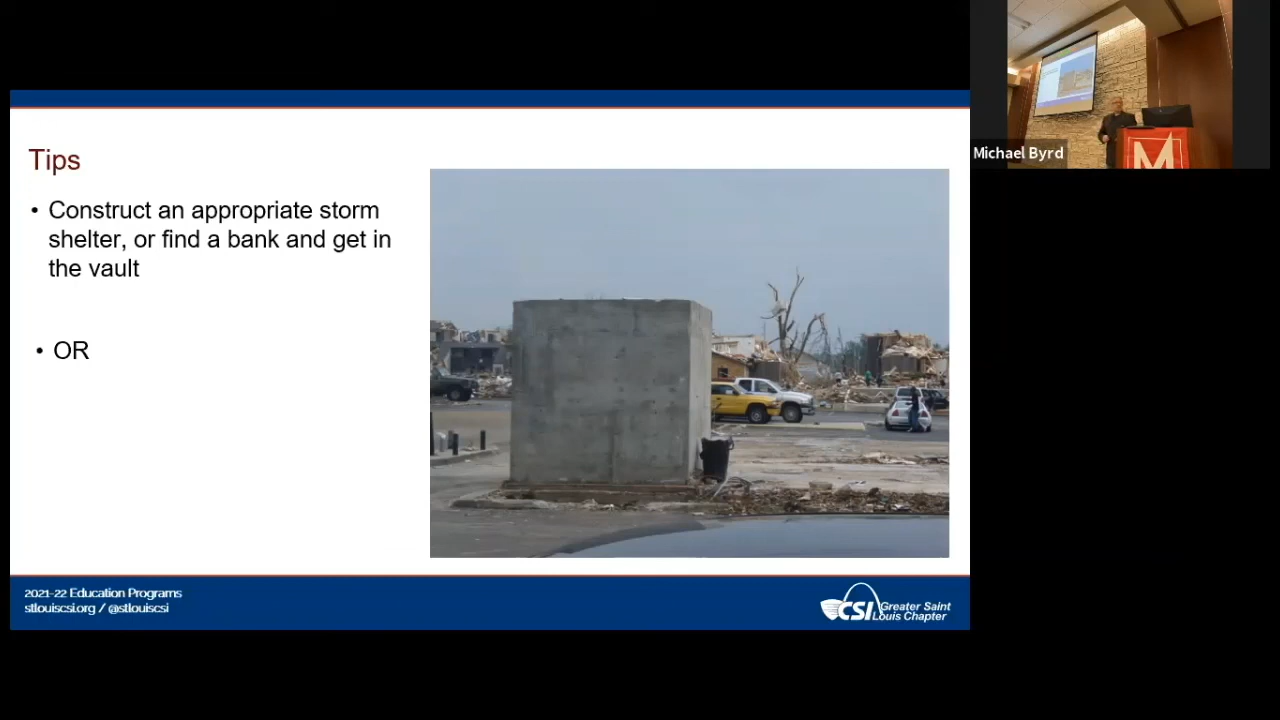 Tips
• Construct an appropriate storm
shelter, or find a bank and get in
the vault
• OR
2021-22 Education Programs
stlouiscsi.org / @stlouiscsi
CSI Greater Saint
Louis Chapter
Michael Byrd
M